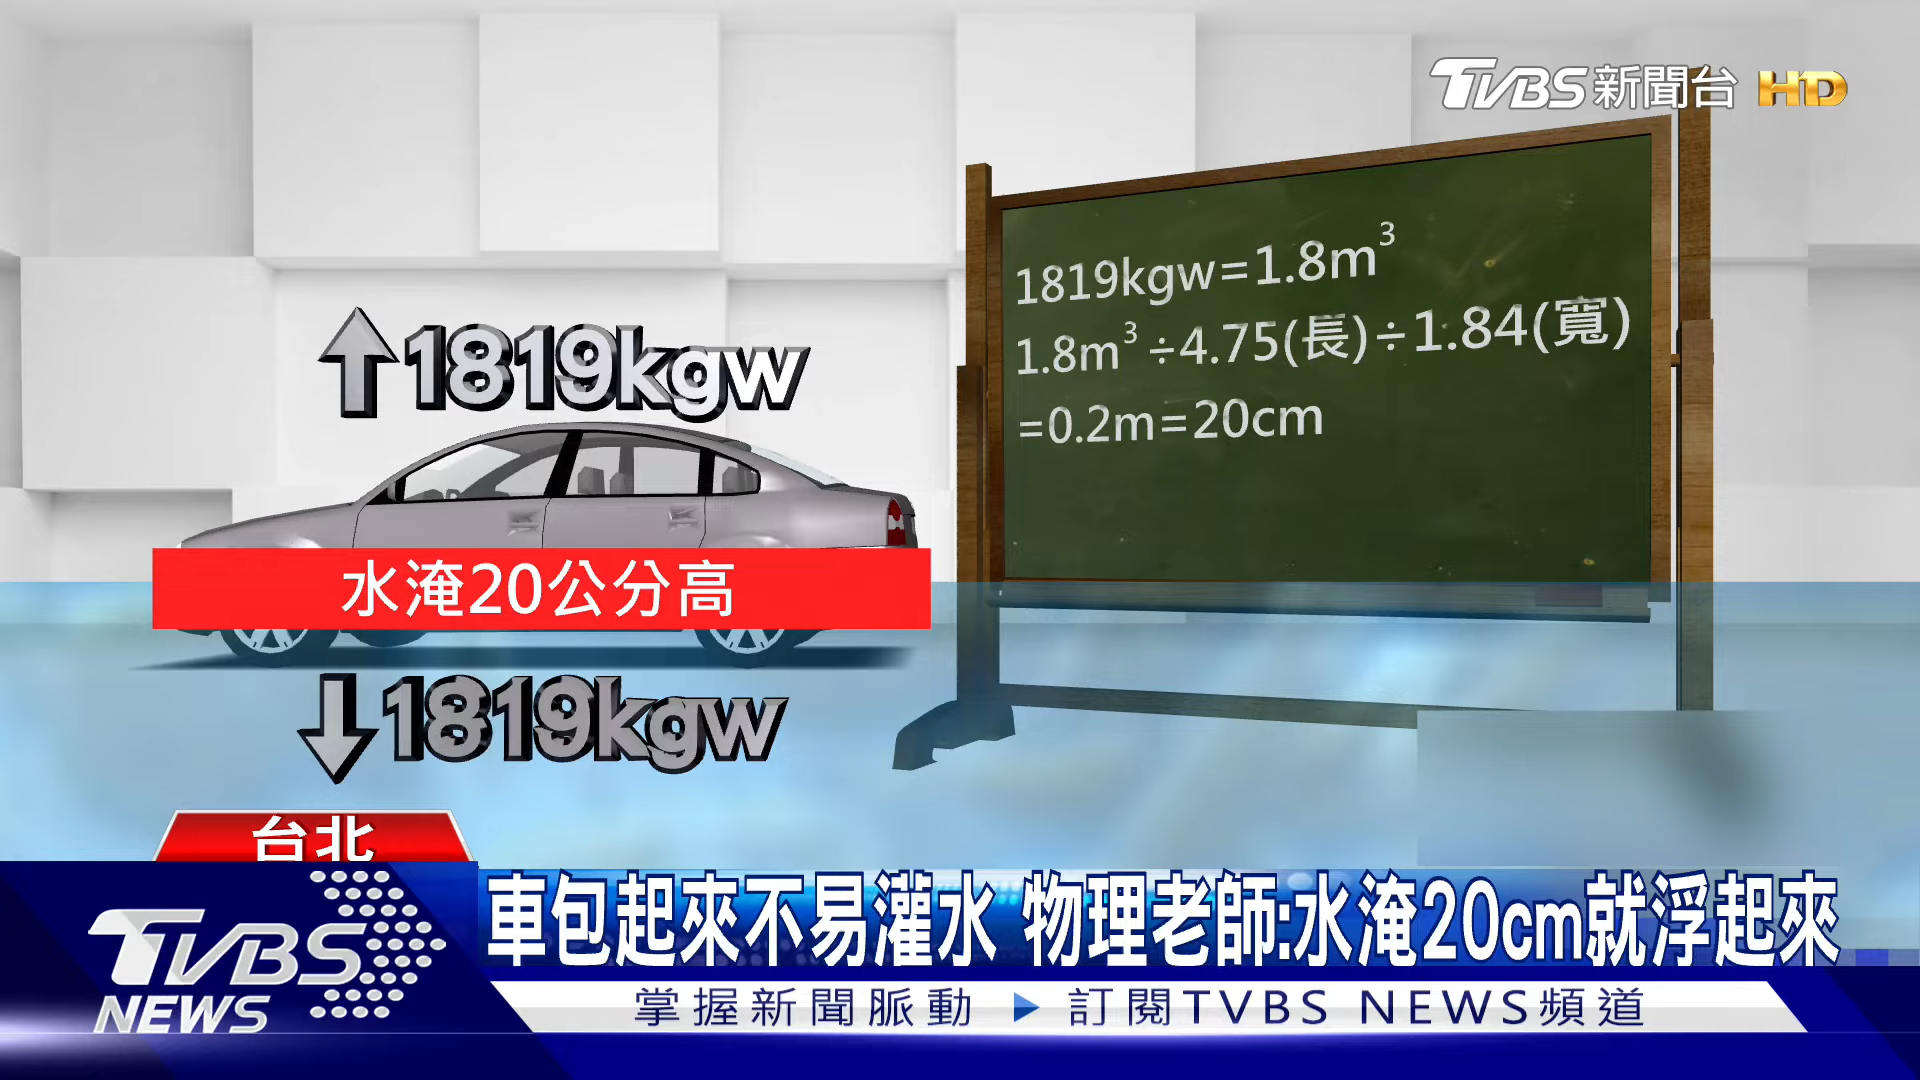 TVBS新聞台 HD
1819kgw=1.8m³
1.8m³÷4.75(長)÷1.84(寬)
=0.2m=20cm
↑1819kgw
水淹20公分高
↓1819kgw
台北
車包起來不易灌水 物理老師:水淹20cm就浮起來
TVBS
NEWS
掌握新聞脈動 ▶ 訂閱TVBS NEWS頻道